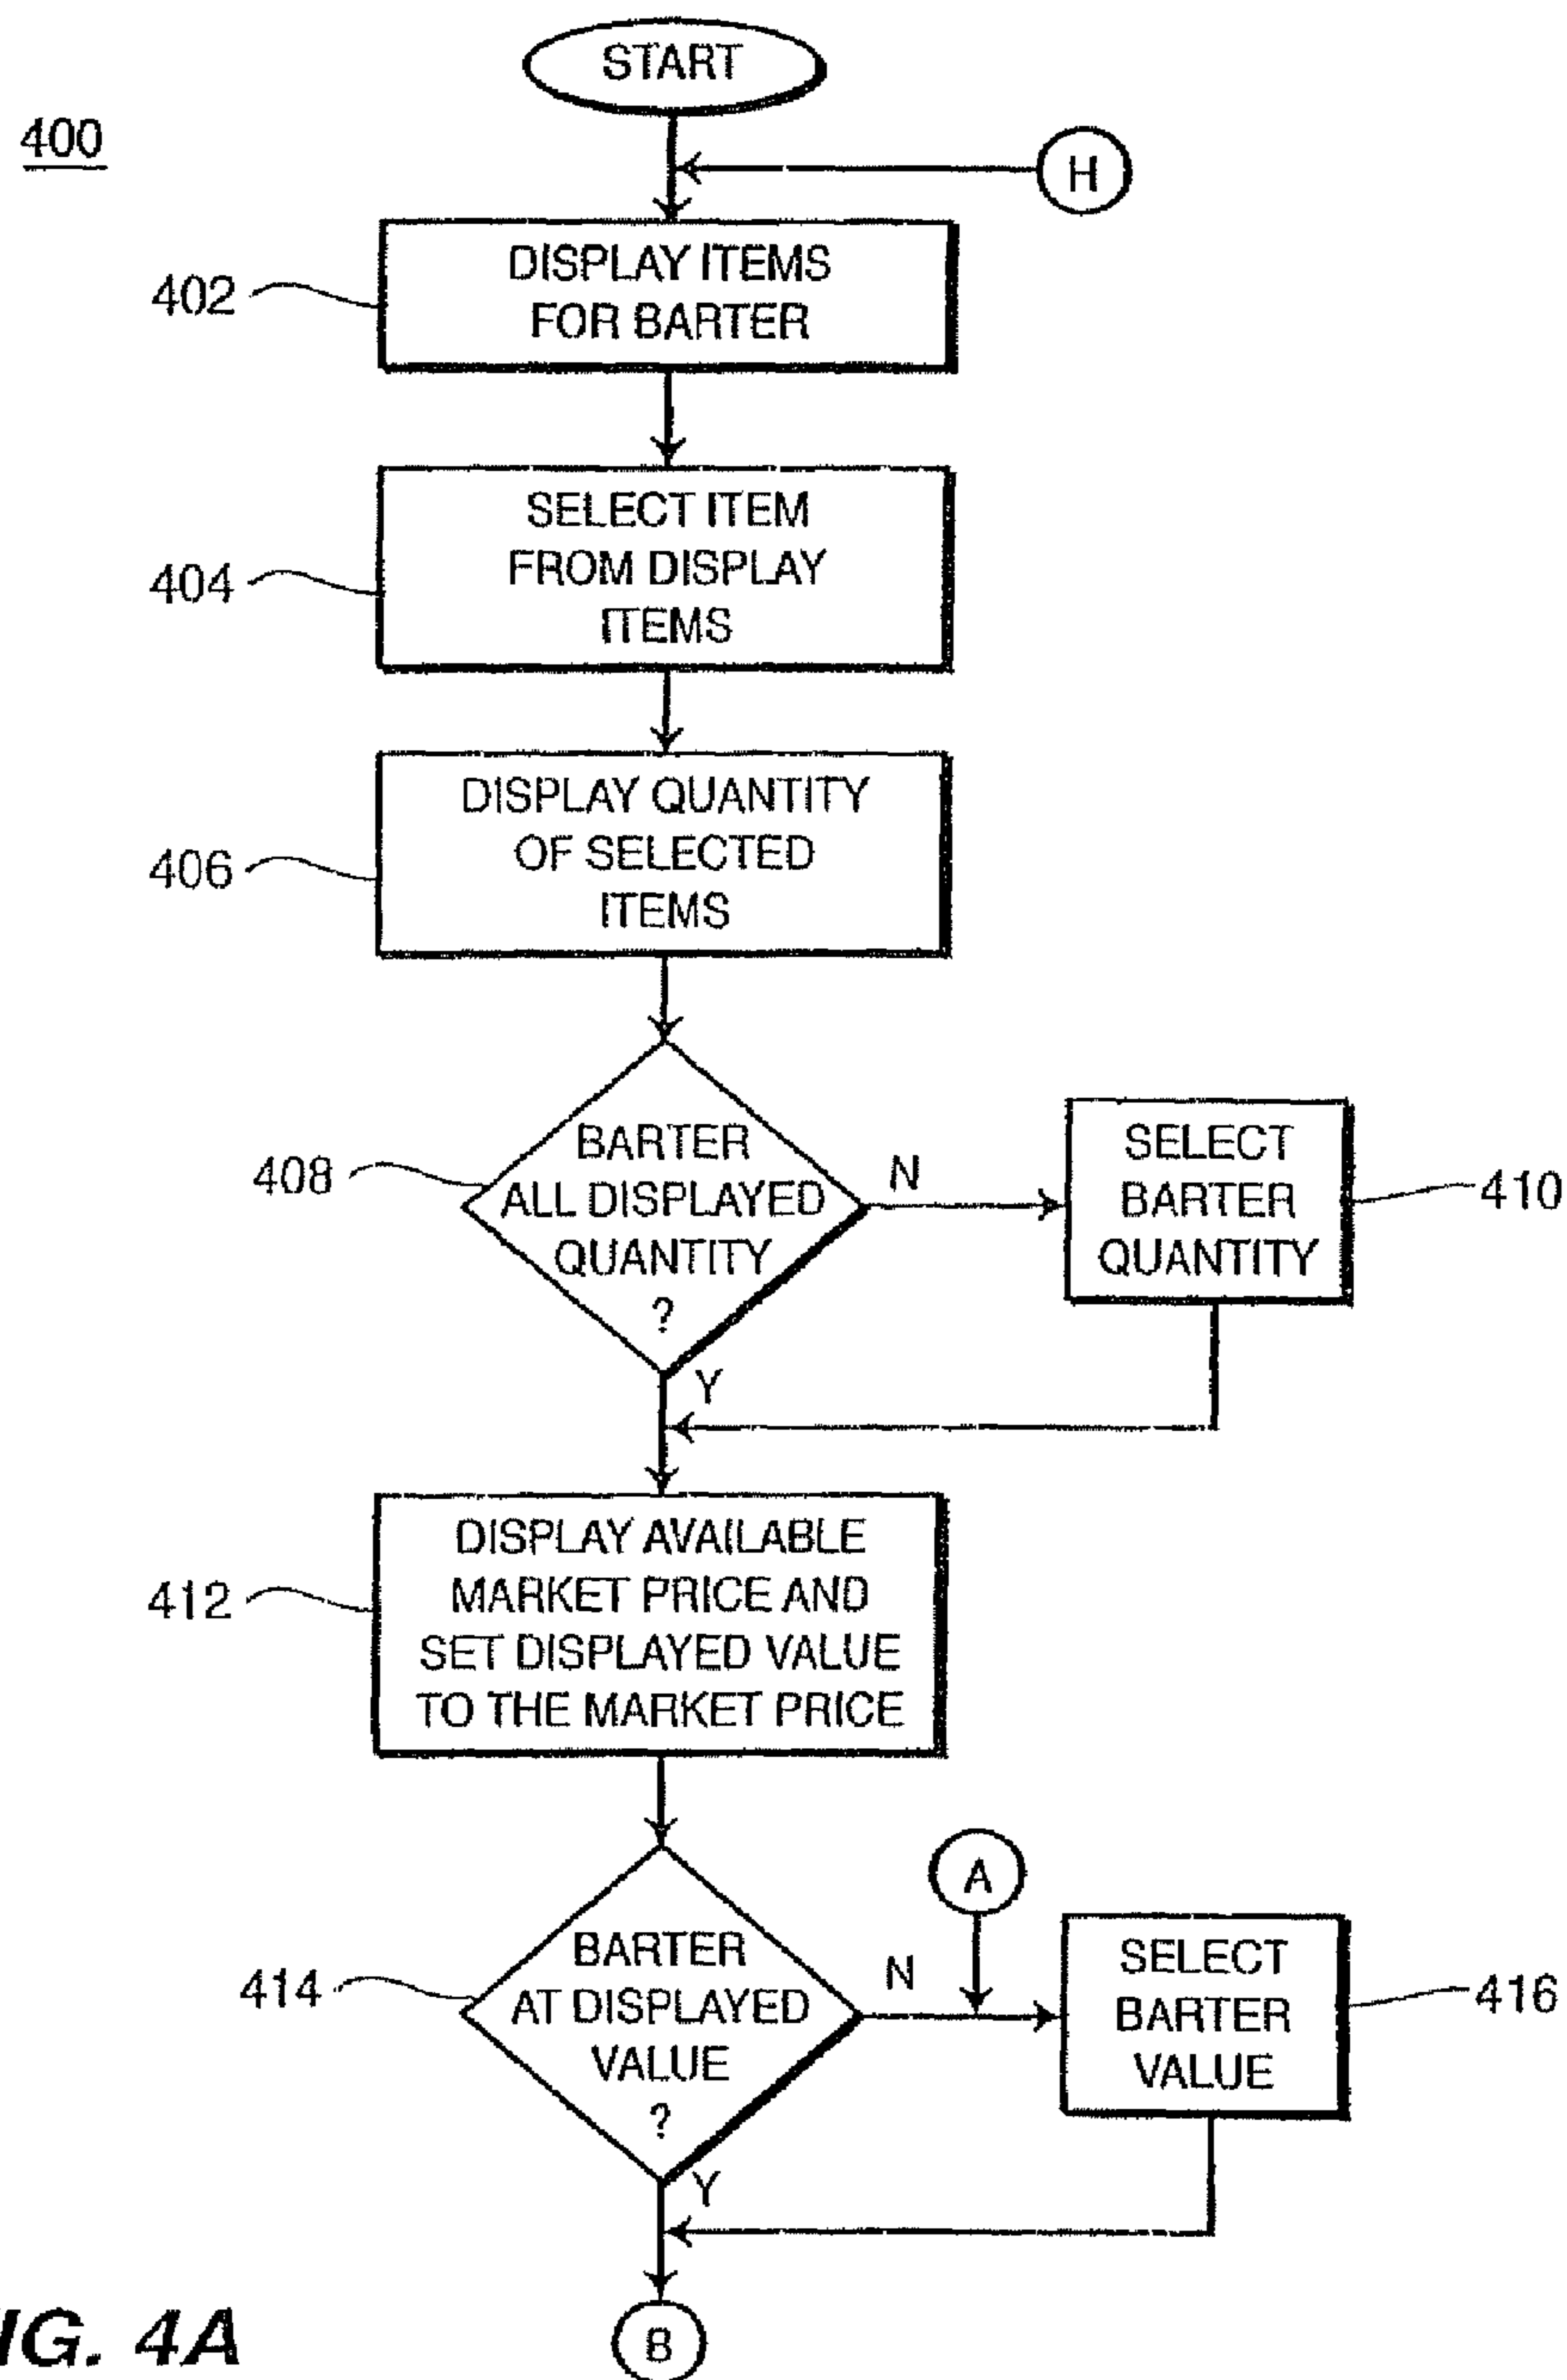 START
400
H
DISPLAY ITEMS
FOR BARTER
402
SELECT ITEM
FROM DISPLAY
ITEMS
404
DISPLAY QUANTITY
OF SELECTED
ITEMS
406
BARTER
ALL DISPLAYED
QUANTITY
?
408
N
SELECT
BARTER
QUANTITY
410
Y
DISPLAY AVAILABLE
MARKET PRICE AND
SET DISPLAYED VALUE
TO THE MARKET PRICE
412
A
BARTER
AT DISPLAYED
VALUE
?
414
N
SELECT
BARTER
VALUE
416
Y
B
IG. 4A